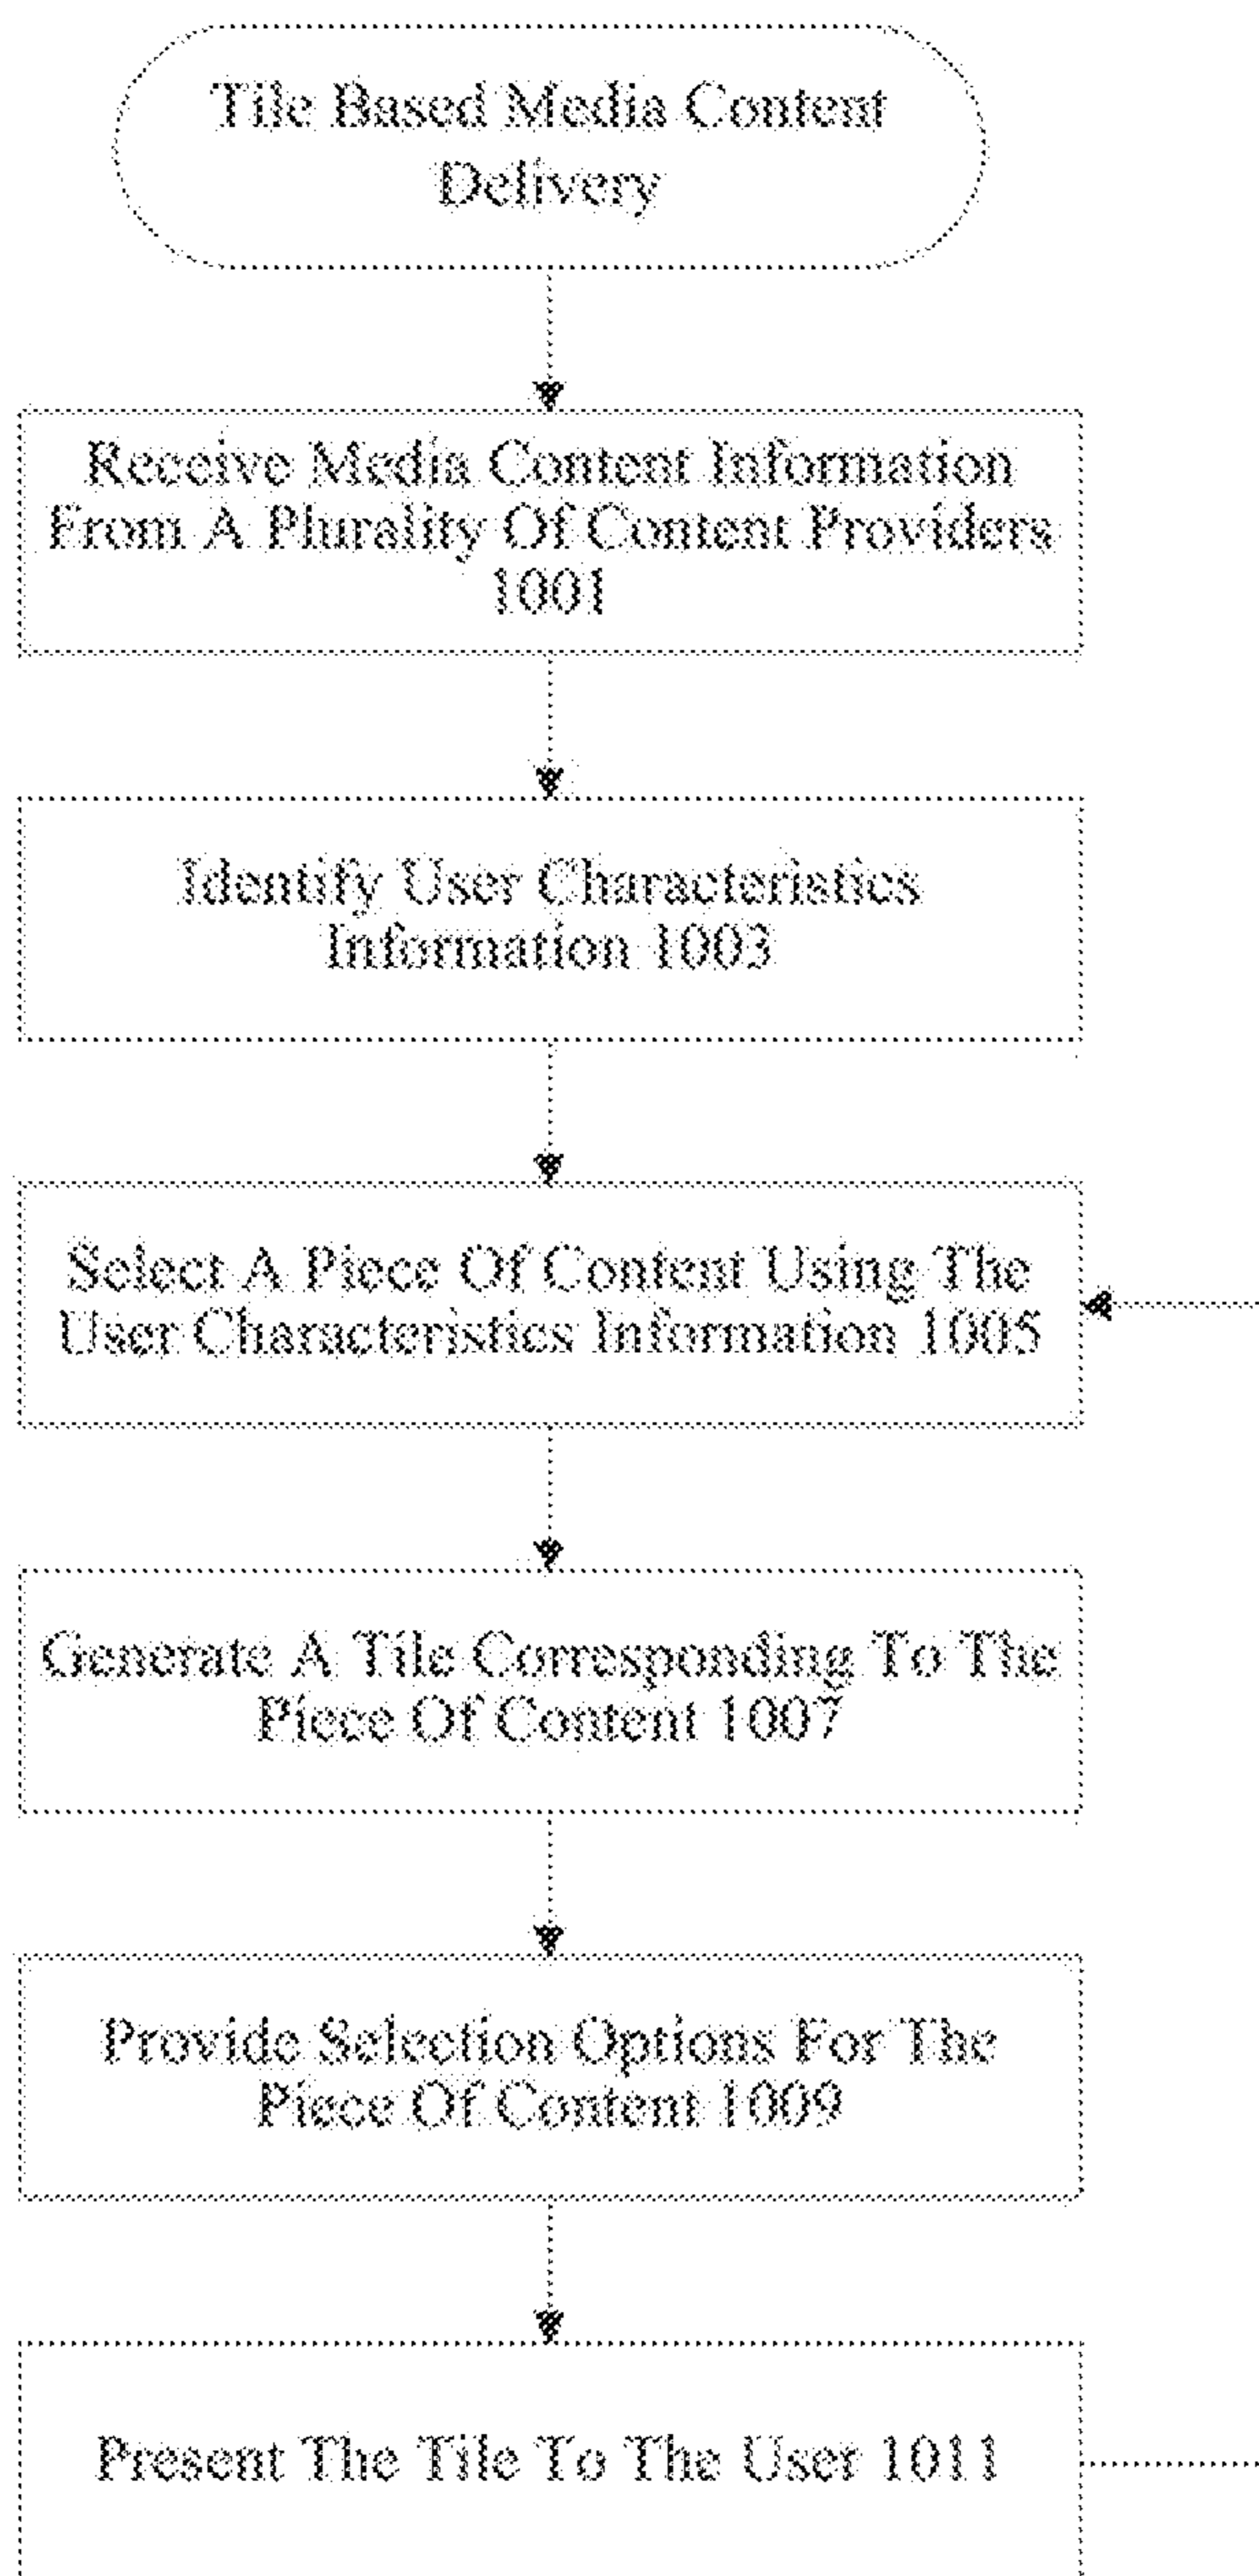 Tile Based Media Content
Delivery
Receive Media Content Information
From A Plurality Of Content Providers
1001
Identify User Characteristics
Information 1003
Select A Piece Of Content Using The
User Characteristics Information 1005
Generate A Tile Corresponding To The
Piece Of Content 1007
Provide Selection Options For The
Piece Of Content 1009
Present The Tile To The User 1011